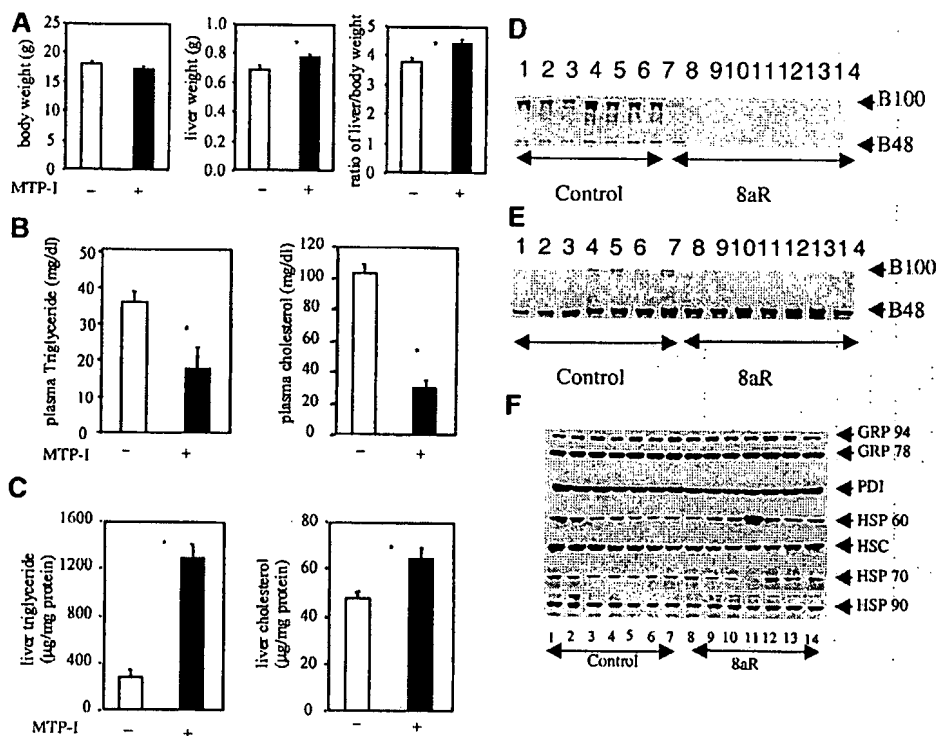 A
body weight (g)
25
20
15
10
5
0
liver weight (g)
1.0
0.8
0.6
0.4
0.2
0.0
*
ratio of liver/body weight
5
4
3
2
1
0
*
MTP-I - + - + - +
B
plasma Triglyceride (mg/dl)
50
40
30
20
10
0
*
plasma cholesterol (mg/dl)
120
100
80
60
40
20
0
*
MTP-I - + - +
C
liver triglyceride
(µg/mg protein)
1600
1200
800
400
0
*
liver cholesterol
(µg/mg protein)
80
60
40
20
0
*
MTP-I - + - +
D
1 2 3 4 5 6 7 8 9 10 11 12 13 14
B100
B48
Control 8aR
E
1 2 3 4 5 6 7 8 9 10 11 12 13 14
B100
B48
Control 8aR
F
GRP 94
GRP 78
PDI
HSP 60
HSC
HSP 70
HSP 90
1 2 3 4 5 6 7 8 9 10 11 12 13 14
Control 8aR